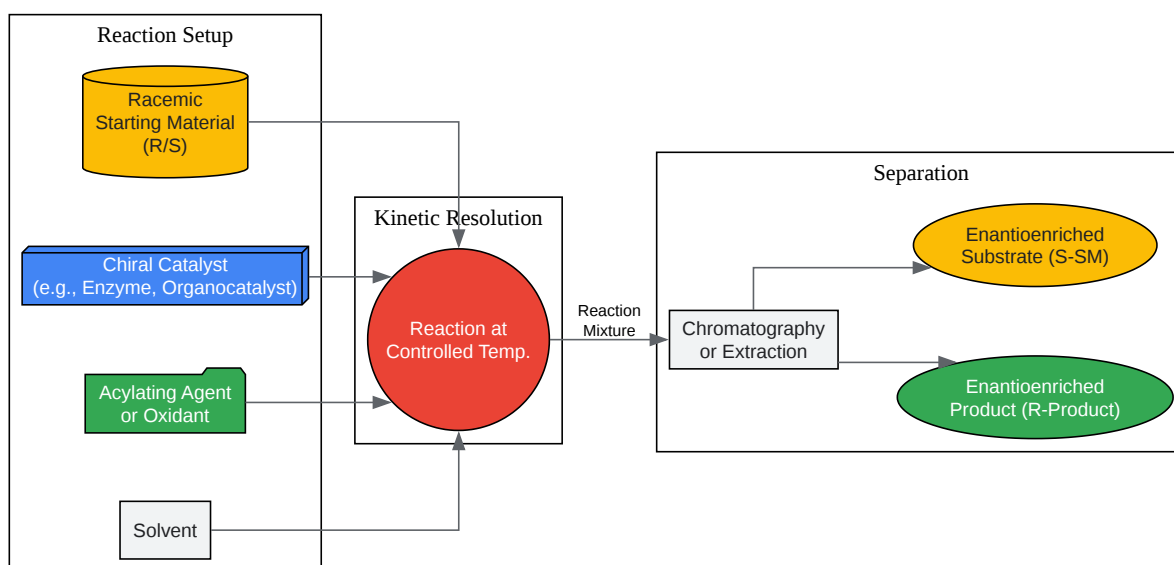 Reaction Setup
Racemic
Starting Material
(R/S)
Chiral Catalyst
(e.g., Enzyme, Organocatalyst)
Acylating Agent
or Oxidant
Solvent
Kinetic Resolution
Reaction at
Controlled Temp.
Reaction
Mixture
Separation
Chromatography
or Extraction
Enantioenriched
Substrate (S-SM)
Enantioenriched
Product (R-Product)